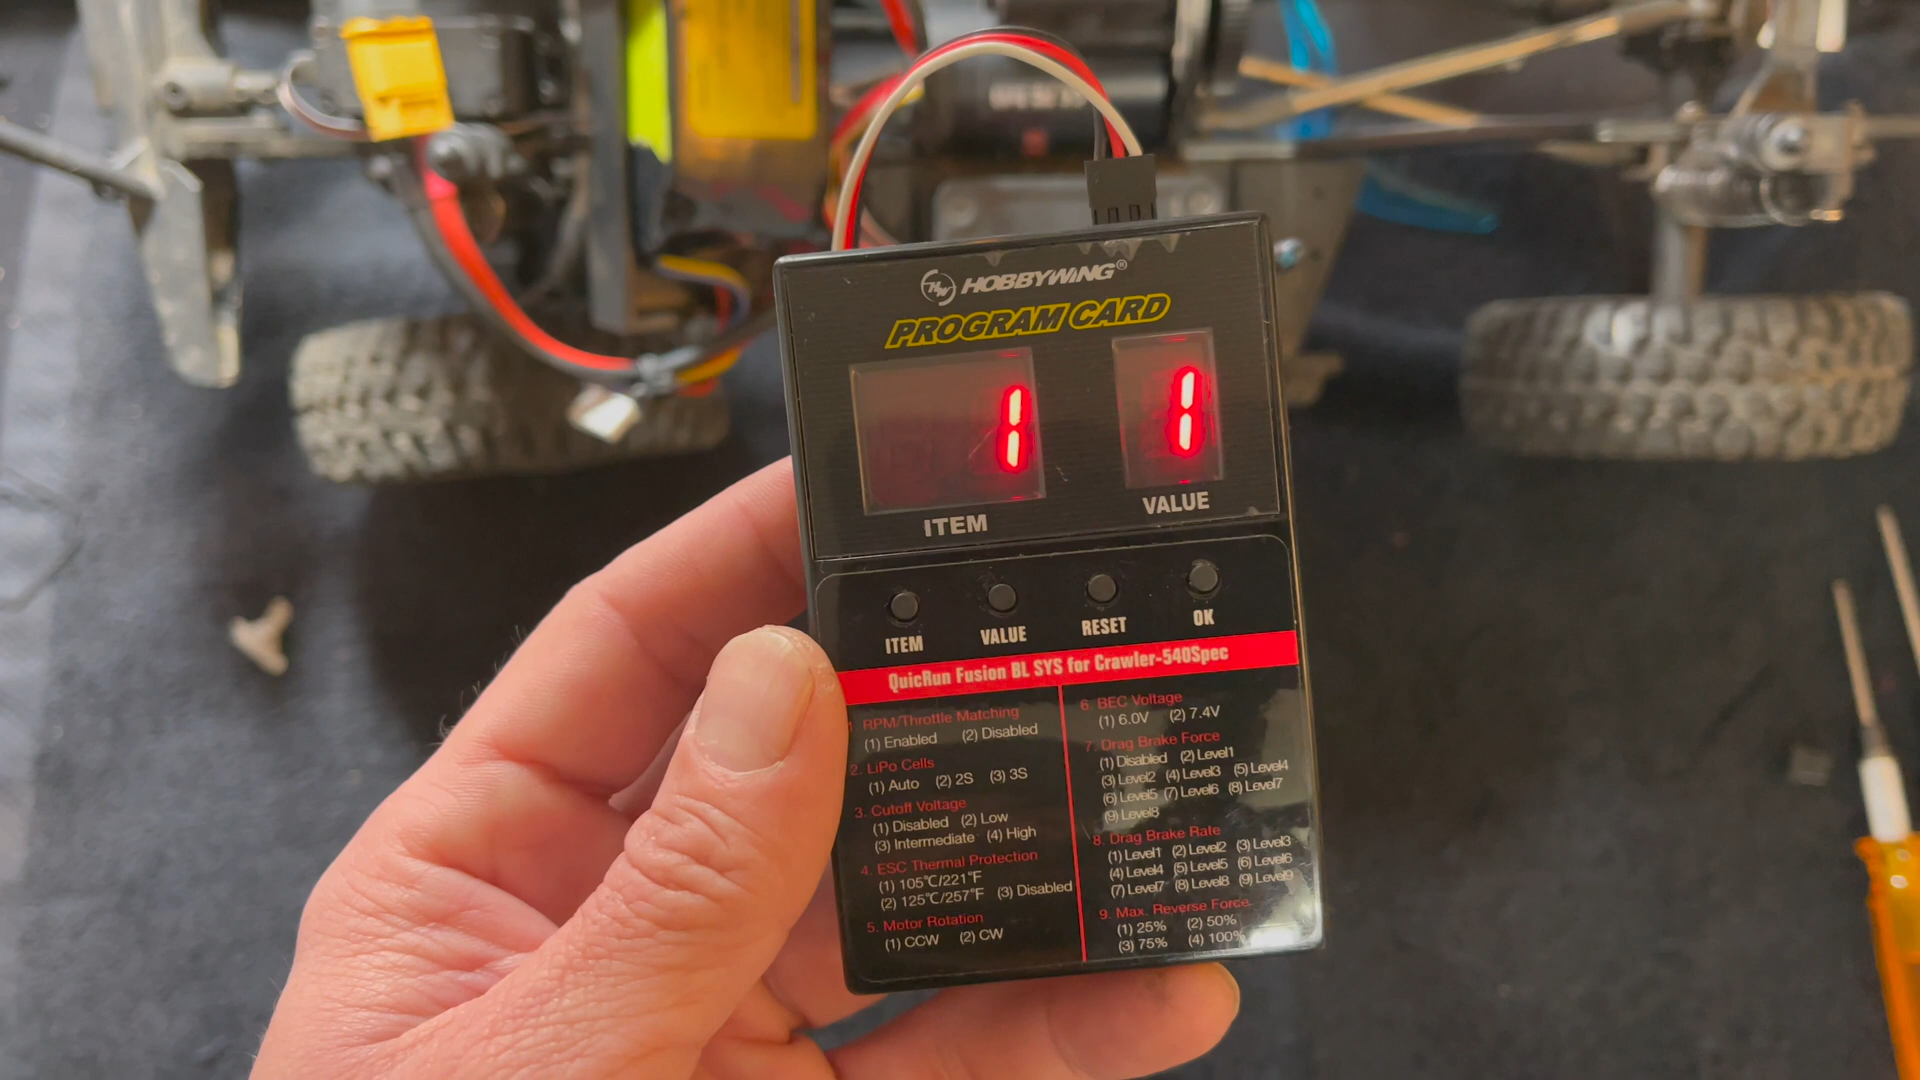 HW HOBBYWING®
PROGRAM CARD
1 1
ITEM VALUE
ITEM VALUE RESET OK
QuicRun Fusion BL SYS for Crawler-540Spec
1. RPM/Throttle Matching
(1) Enabled (2) Disabled
2. LiPo Cells
(1) Auto (2) 2S (3) 3S
3. Cutoff Voltage
(1) Disabled (2) Low
(3) Intermediate (4) High
4. ESC Thermal Protection
(1) 105℃/221℉
(2) 125℃/257℉ (3) Disabled
5. Motor Rotation
(1) CCW (2) CW
6. BEC Voltage
(1) 6.0V (2) 7.4V
7. Drag Brake Force
(1) Disabled (2) Level1
(3) Level2 (4) Level3 (5) Level4
(6) Level5 (7) Level6 (8) Level7
(9) Level8
8. Drag Brake Rate
(1) Level1 (2) Level2 (3) Level3
(4) Level4 (5) Level5 (6) Level6
(7) Level7 (8) Level8 (9) Level9
9. Max. Reverse Force
(1) 25% (2) 50%
(3) 75% (4) 100%